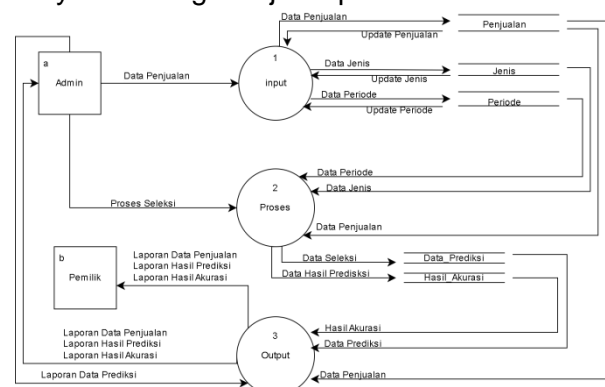 Data Penjualan
Penjualan
Update Penjualan
a
Admin
Data Penjualan
1
input
Data Jenis
Update Jenis
Jenis
Data Periode
Update Periode
Periode
Data Periode
2
Proses
Data Jenis
Proses Seleksi
Data Penjualan
b
Pemilik
Laporan Data Penjualan
Laporan Hasil Prediksi
Laporan Hasil Akurasi
Data Seleksi
Data_Prediksi
Data Hasil Predisksi
Hasil_Akurasi
Laporan Data Penjualan
Laporan Hasil Prediksi
Laporan Hasil Akurasi
Hasil Akurasi
3
Output
Data Prediksi
Laporan Data Prediksi
Data Penjualan